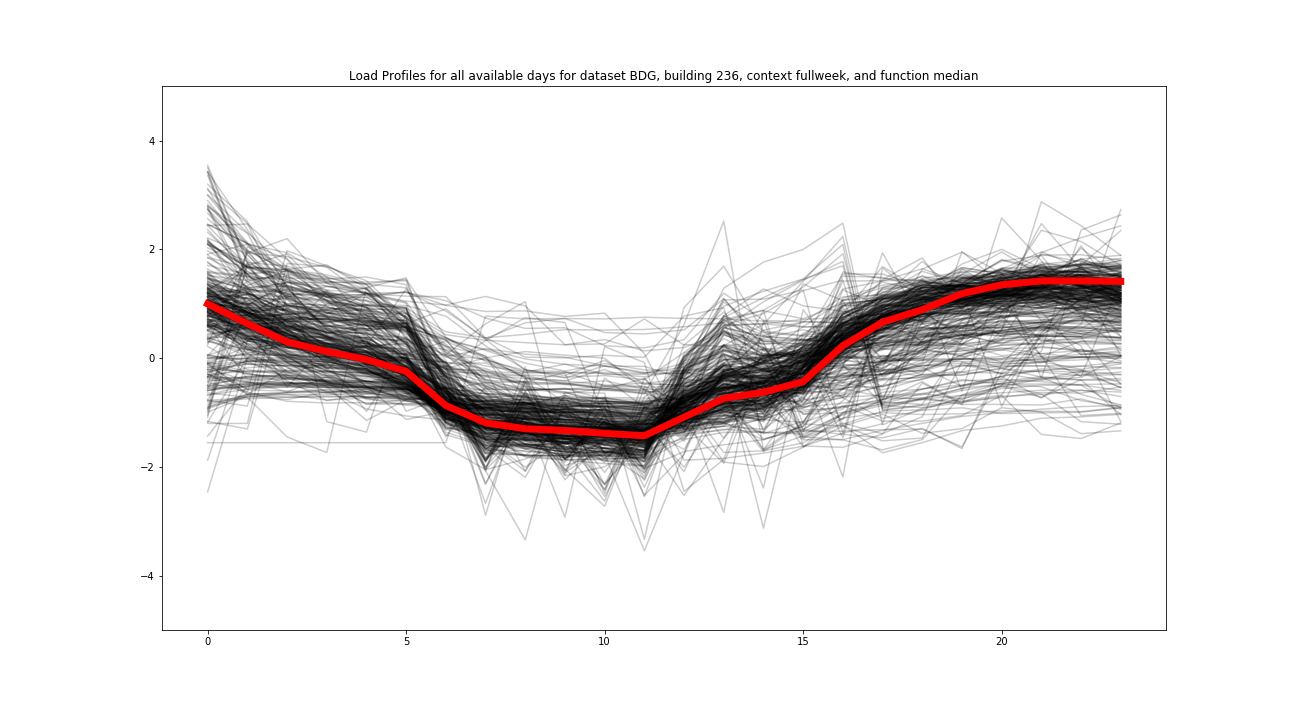 Load Profiles for all available days for dataset BDG, building 236, context fullweek, and function median
4
2
0
−2
−4
0 5 10 15 20